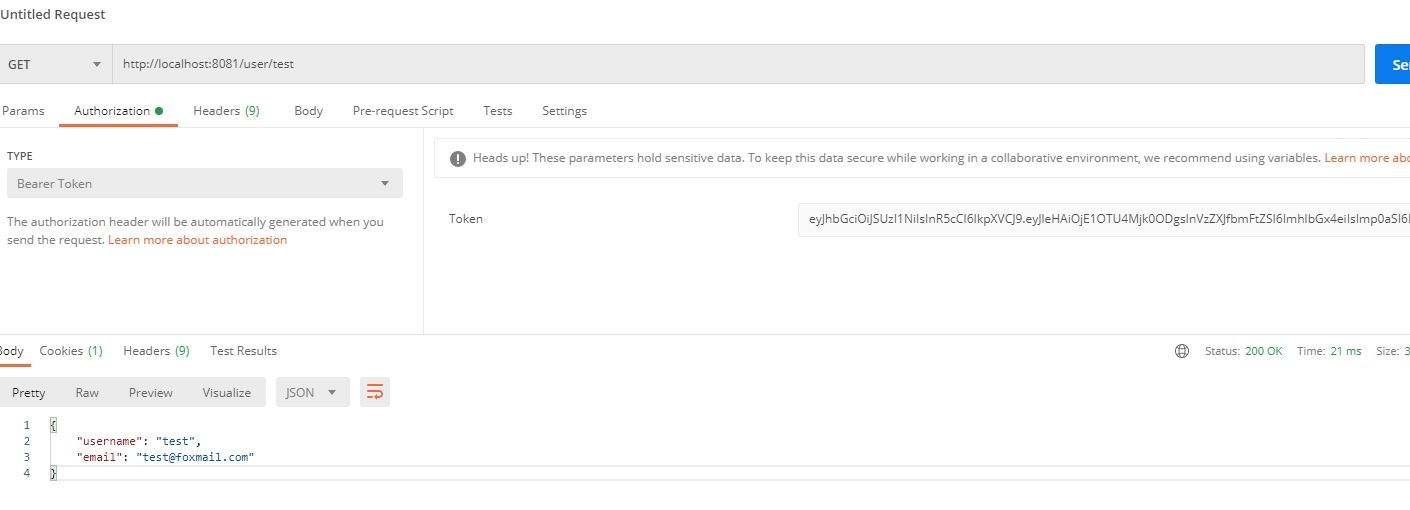 Untitled Request
GET http://localhost:8081/user/test
Params Authorization Headers (9) Body Pre-request Script Tests Settings
TYPE
Heads up! These parameters hold sensitive data. To keep this data secure while working in a collaborative environment, we recommend using variables. Learn more
Bearer Token
The authorization header will be automatically generated when you
send the request. Learn more about authorization
Token
Body Cookies (1) Headers (9) Test Results Status: 200 OK Time: 21 ms Size: 3
Pretty Raw Preview Visualize JSON
1 {
2 "username": "test",
3 "email": "test@foxmail.com"
4 }